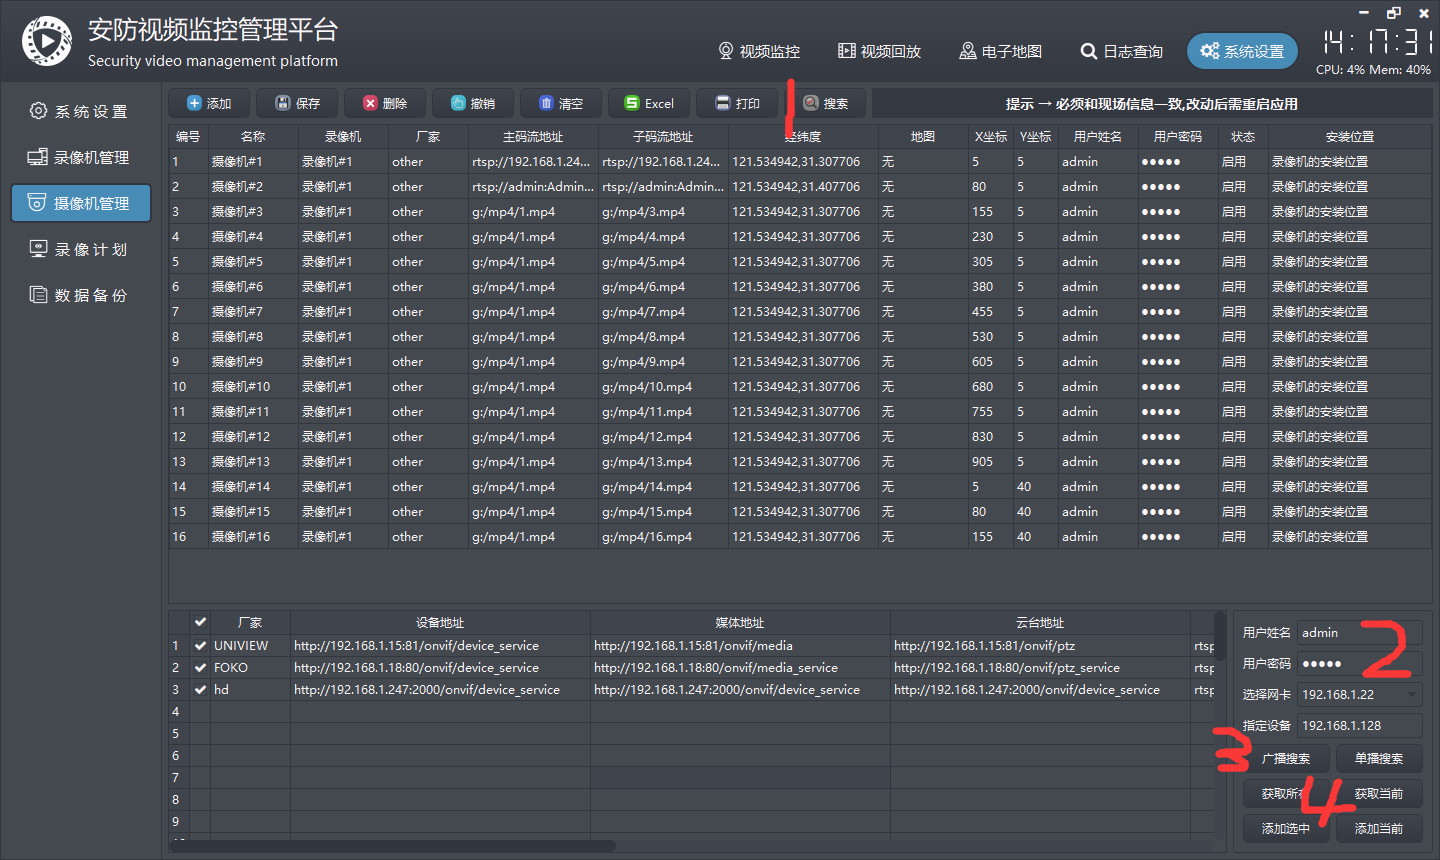 安防视频监控管理平台
Security video management platform
视频监控 视频回放 电子地图 日志查询 系统设置
14:17:31
CPU: 4% Mem: 40%
系统设置
录像机管理
摄像机管理
录像计划
数据备份
添加 保存 删除 撤销 清空 Excel 打印 搜索 提示 → 必须和现场信息一致,改动后需重启应用
1
编号 名称 录像机 厂家 主码流地址 子码流地址 经纬度 地图 X坐标 Y坐标 用户姓名 用户密码 状态 安装位置
1 摄像机#1 录像机#1 other rtsp://192.168.1.24... rtsp://192.168.1.24... 121.534942,31.307706 无 5 5 admin ●●●●● 启用 录像机的安装位置
2 摄像机#2 录像机#1 other rtsp://admin:Admin... rtsp://admin:Admin... 121.534942,31.407706 无 80 5 admin ●●●●● 启用 录像机的安装位置
3 摄像机#3 录像机#1 other g:/mp4/1.mp4 g:/mp4/3.mp4 121.534942,31.307706 无 155 5 admin ●●●●● 启用 录像机的安装位置
4 摄像机#4 录像机#1 other g:/mp4/1.mp4 g:/mp4/4.mp4 121.534942,31.307706 无 230 5 admin ●●●●● 启用 录像机的安装位置
5 摄像机#5 录像机#1 other g:/mp4/1.mp4 g:/mp4/5.mp4 121.534942,31.307706 无 305 5 admin ●●●●● 启用 录像机的安装位置
6 摄像机#6 录像机#1 other g:/mp4/1.mp4 g:/mp4/6.mp4 121.534942,31.307706 无 380 5 admin ●●●●● 启用 录像机的安装位置
7 摄像机#7 录像机#1 other g:/mp4/1.mp4 g:/mp4/7.mp4 121.534942,31.307706 无 455 5 admin ●●●●● 启用 录像机的安装位置
8 摄像机#8 录像机#1 other g:/mp4/1.mp4 g:/mp4/8.mp4 121.534942,31.307706 无 530 5 admin ●●●●● 启用 录像机的安装位置
9 摄像机#9 录像机#1 other g:/mp4/1.mp4 g:/mp4/9.mp4 121.534942,31.307706 无 605 5 admin ●●●●● 启用 录像机的安装位置
10 摄像机#10 录像机#1 other g:/mp4/1.mp4 g:/mp4/10.mp4 121.534942,31.307706 无 680 5 admin ●●●●● 启用 录像机的安装位置
11 摄像机#11 录像机#1 other g:/mp4/1.mp4 g:/mp4/11.mp4 121.534942,31.307706 无 755 5 admin ●●●●● 启用 录像机的安装位置
12 摄像机#12 录像机#1 other g:/mp4/1.mp4 g:/mp4/12.mp4 121.534942,31.307706 无 830 5 admin ●●●●● 启用 录像机的安装位置
13 摄像机#13 录像机#1 other g:/mp4/1.mp4 g:/mp4/13.mp4 121.534942,31.307706 无 905 5 admin ●●●●● 启用 录像机的安装位置
14 摄像机#14 录像机#1 other g:/mp4/1.mp4 g:/mp4/14.mp4 121.534942,31.307706 无 5 40 admin ●●●●● 启用 录像机的安装位置
15 摄像机#15 录像机#1 other g:/mp4/1.mp4 g:/mp4/15.mp4 121.534942,31.307706 无 80 40 admin ●●●●● 启用 录像机的安装位置
16 摄像机#16 录像机#1 other g:/mp4/1.mp4 g:/mp4/16.mp4 121.534942,31.307706 无 155 40 admin ●●●●● 启用 录像机的安装位置
厂家 设备地址 媒体地址 云台地址
1 UNIVIEW http://192.168.1.15:81/onvif/device_service http://192.168.1.15:81/onvif/media http://192.168.1.15:81/onvif/ptz rtsp
2 FOKO http://192.168.1.18:80/onvif/device_service http://192.168.1.18:80/onvif/media_service http://192.168.1.18:80/onvif/ptz_service rtsp
3 hd http://192.168.1.247:2000/onvif/device_service http://192.168.1.247:2000/onvif/device_service http://192.168.1.247:2000/onvif/device_service rtsp
4
5
6
7
8
9
用户姓名 admin
2
用户密码 ●●●●●
选择网卡 192.168.1.22
指定设备 192.168.1.128
3
广播搜索 单播搜索
获取所有 获取当前
4
添加选中 添加当前